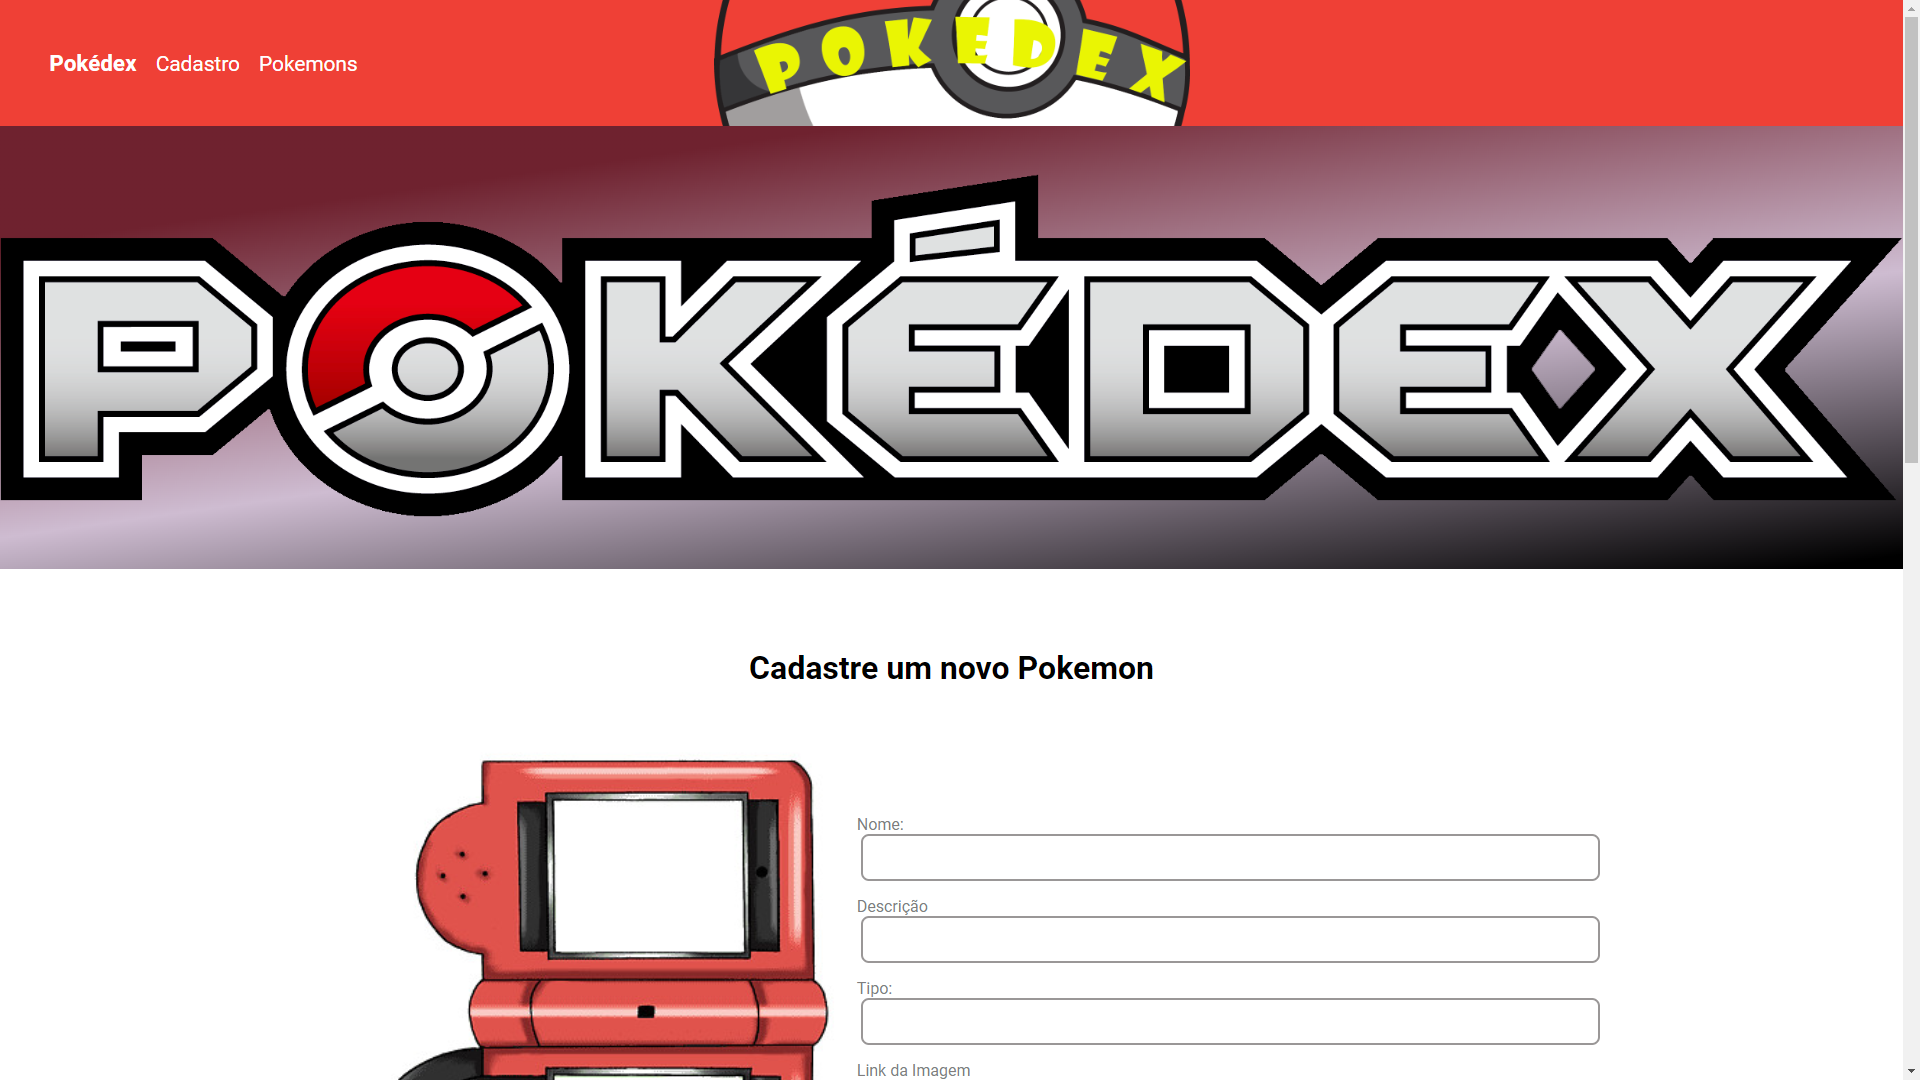 Pokédex Cadastro Pokemons
POKEDEX
POKÉDEX
Cadastre um novo Pokemon
Nome:
Descrição
Tipo:
Link da Imagem